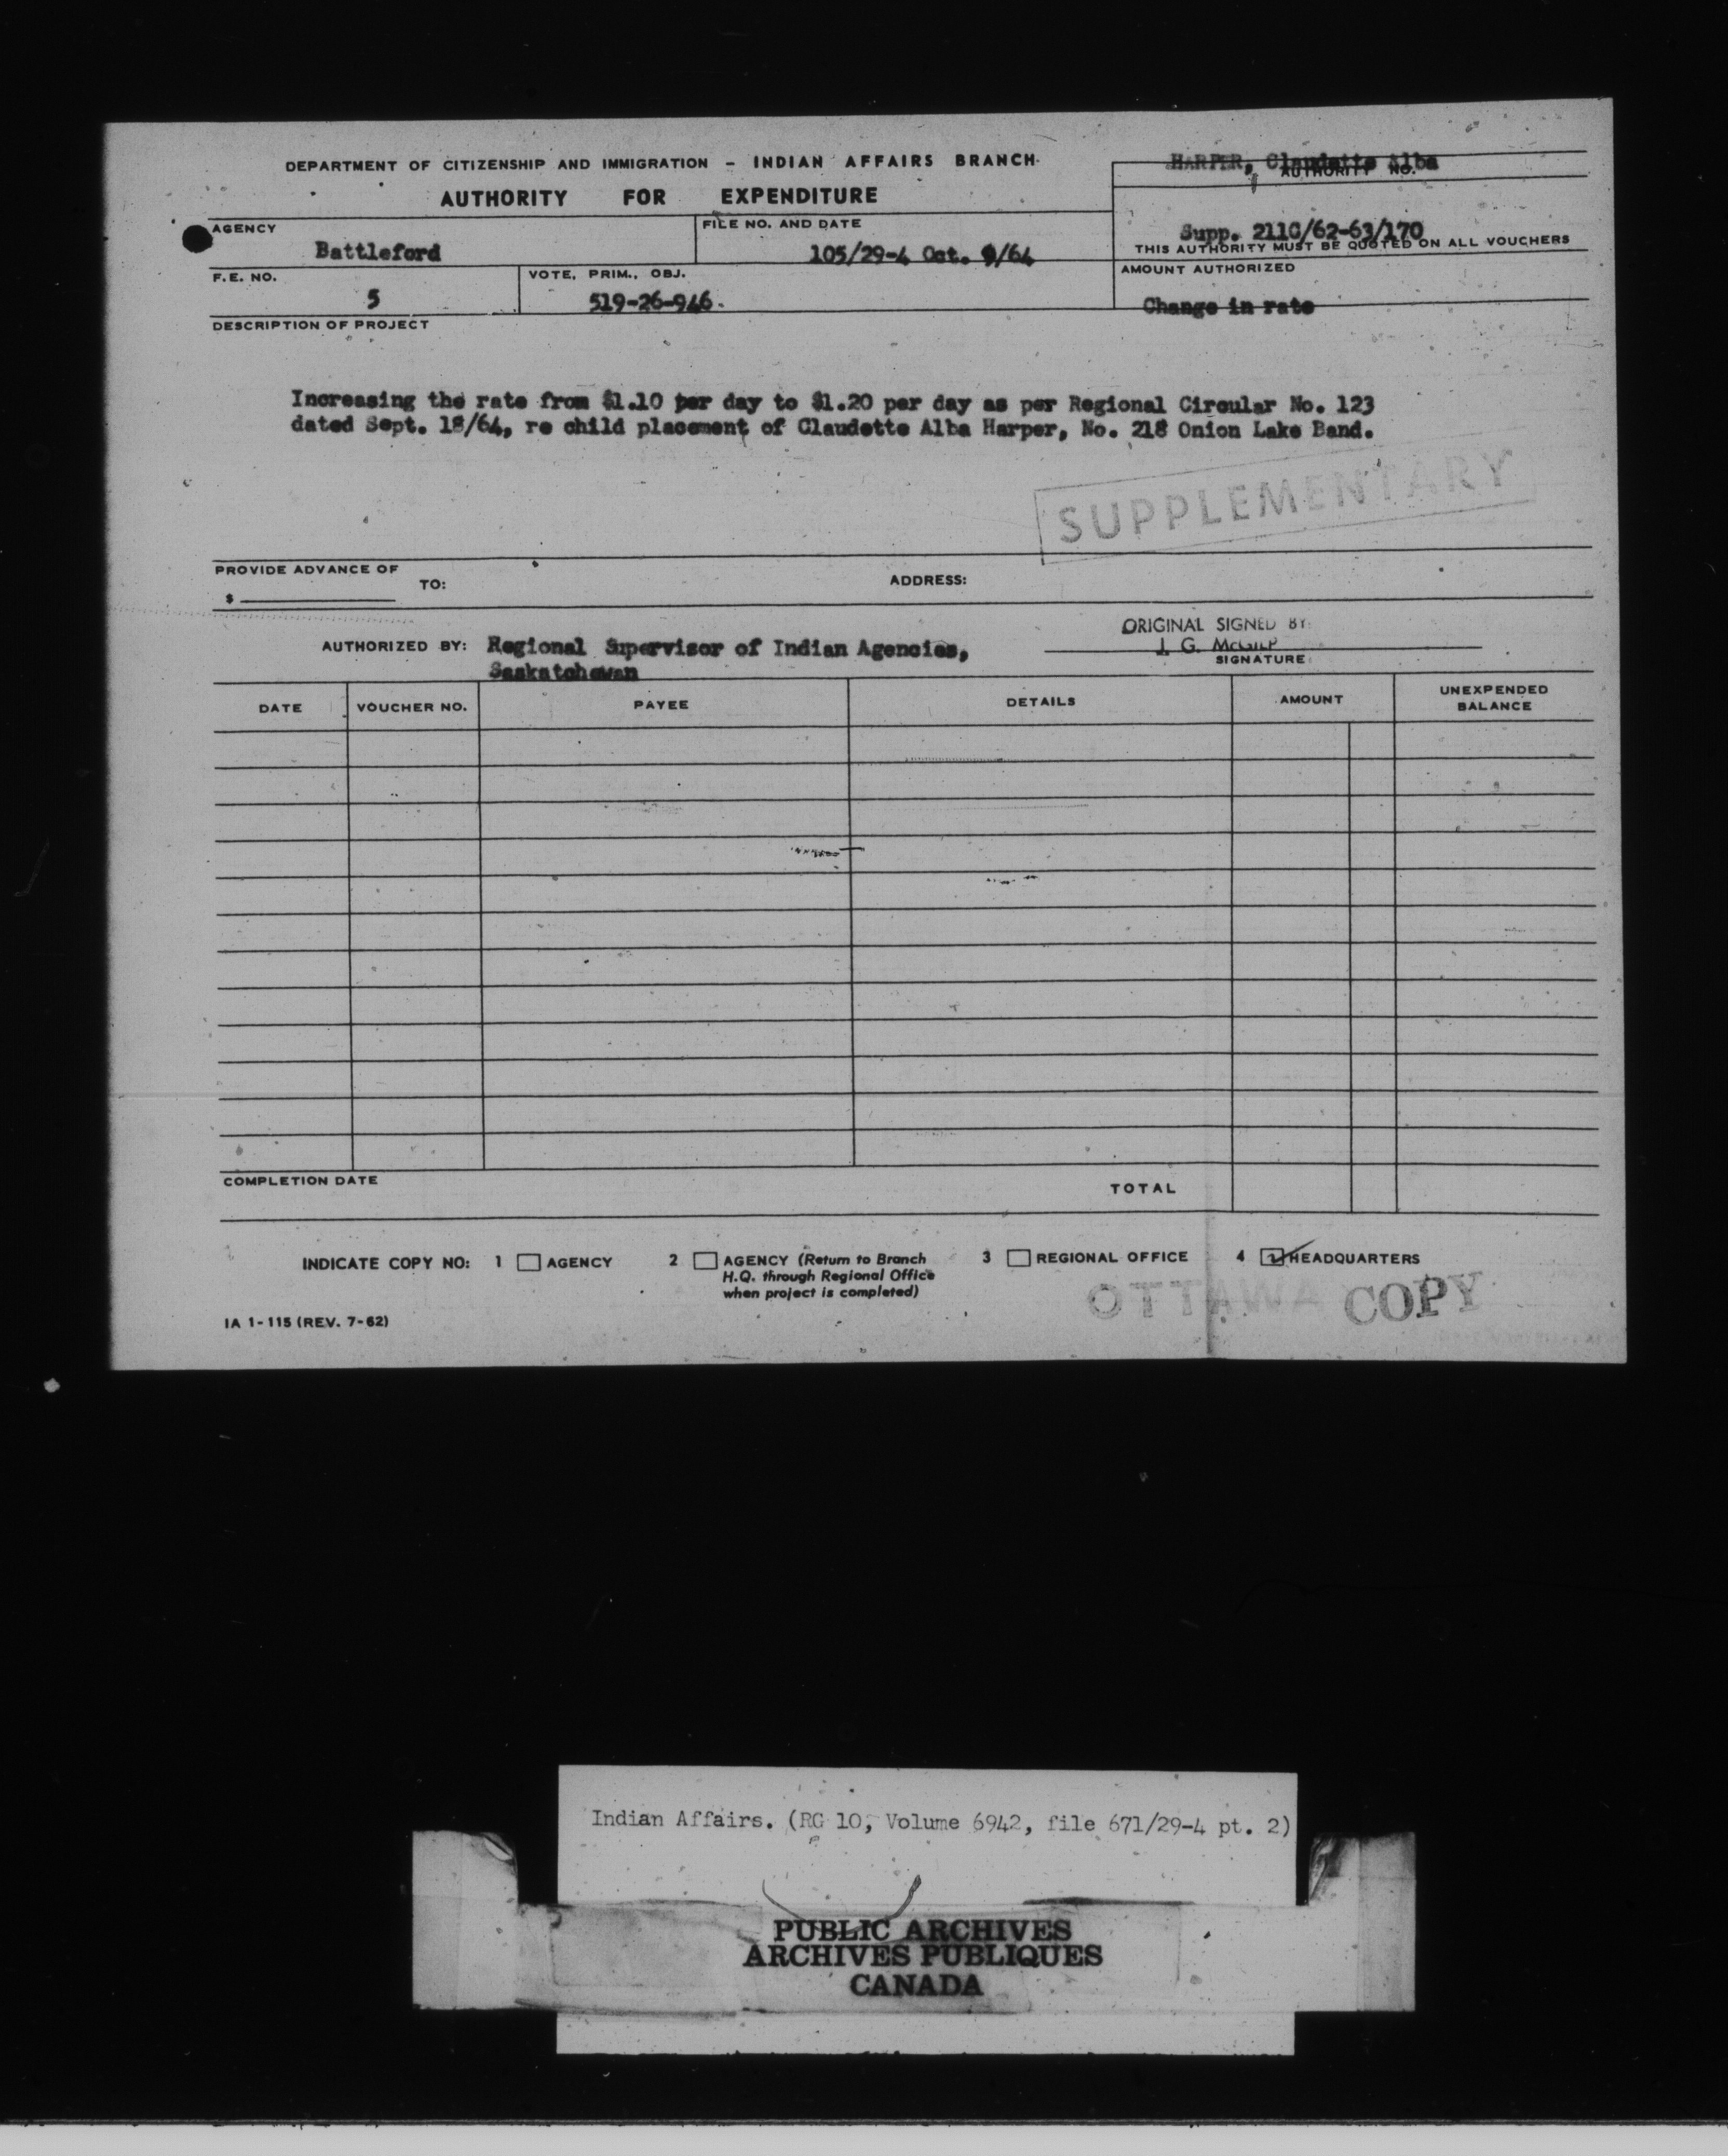 DEPARTMENT OF CITIZENSHIP AND IMMIGRATION – INDIAN AFFAIRS BRANCH
HARPER, Claudette Alba
AUTHORITY NO.
AUTHORITY FOR EXPENDITURE
AGENCY
Battleford
FILE NO. AND DATE
105/29-4 Oct. 9/64
Supp. 211C/62-63/170
THIS AUTHORITY MUST BE QUOTED ON ALL VOUCHERS
F.E. NO.
5
VOTE, PRIM., OBJ.
519-26-946
AMOUNT AUTHORIZED
Change in rate
DESCRIPTION OF PROJECT
Increasing the rate from $1.10 per day to $1.20 per day as per Regional Circular No. 123
dated Sept. 18/64, re child placement of Claudette Alba Harper, No. 218 Onion Lake Band.
SUPPLEMENTARY
PROVIDE ADVANCE OF
$
TO:
ADDRESS:
AUTHORIZED BY: Regional Supervisor of Indian Agencies,
Saskatchewan
ORIGINAL SIGNED BY
J. G. McGILP
SIGNATURE
DATE VOUCHER NO. PAYEE DETAILS AMOUNT UNEXPENDED
BALANCE
COMPLETION DATE
TOTAL
INDICATE COPY NO: 1 AGENCY 2 AGENCY (Return to Branch
H.Q. through Regional Office
when project is completed)
3 REGIONAL OFFICE 4 HEADQUARTERS
OTTAWA COPY
IA 1-115 (REV. 7-62)
Indian Affairs. (RG 10, Volume 6942, file 671/29-4 pt. 2)
PUBLIC ARCHIVES
ARCHIVES PUBLIQUES
CANADA